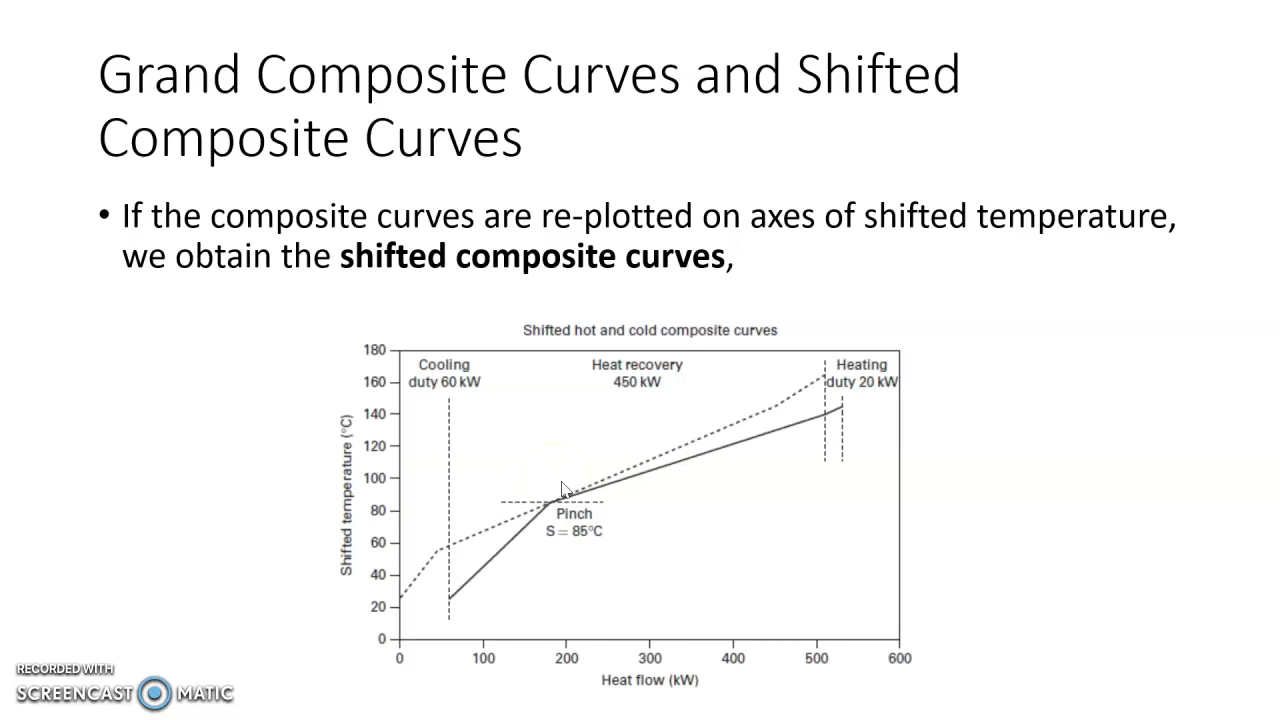 Grand Composite Curves and Shifted
Composite Curves
• If the composite curves are re-plotted on axes of shifted temperature,
we obtain the shifted composite curves,
Shifted hot and cold composite curves
180
160
140
120
100
80
60
40
20
0
Shifted temperature (°C)
Cooling
duty 60 kW
Heat recovery
450 kW
Heating
duty 20 kW
Pinch
S = 85°C
0 100 200 300 400 500 600
Heat flow (kW)
RECORDED WITH
SCREENCAST MATIC